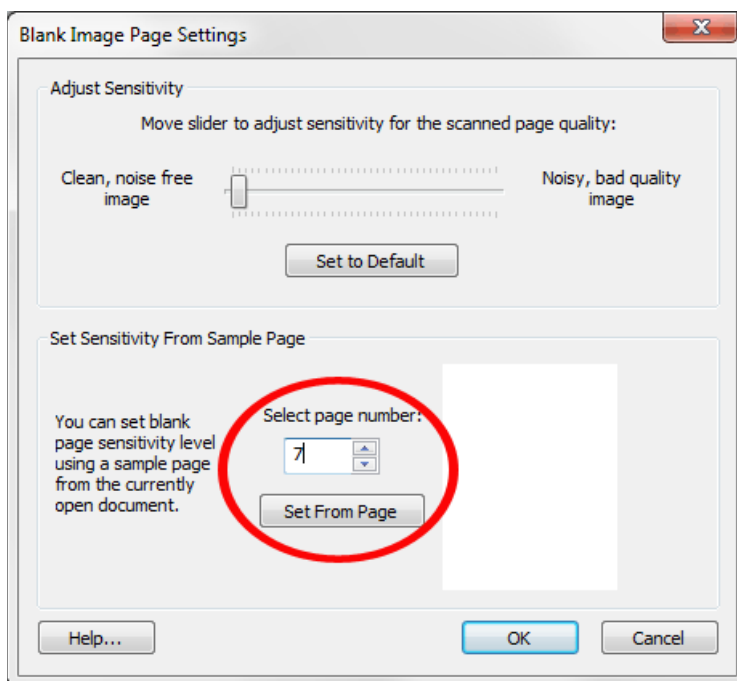 Blank Image Page Settings
Adjust Sensitivity
Move slider to adjust sensitivity for the scanned page quality:
Clean, noise free
image
Noisy, bad quality
image
Set to Default
Set Sensitivity From Sample Page
You can set blank
page sensitivity level
using a sample page
from the currently
open document.
Select page number:
7
Set From Page
Help...
OK
Cancel